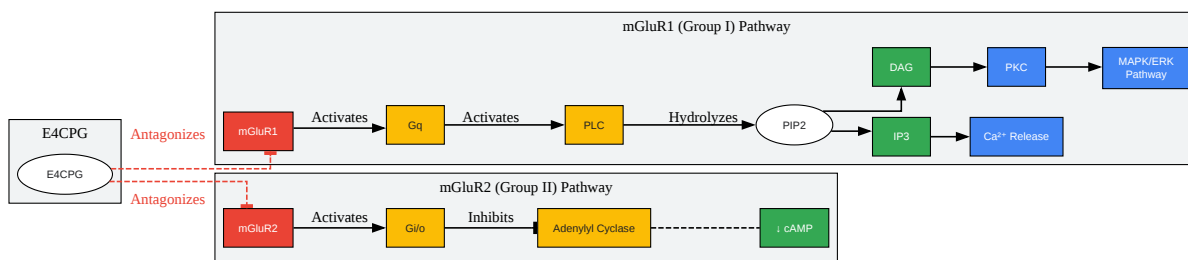 mGluR1 (Group I) Pathway
DAG
PKC
MAPK/ERK
Pathway
E4CPG
Antagonizes
mGluR1
Activates
Gq
Activates
PLC
Hydrolyzes
PIP2
IP3
Ca²⁺ Release
E4CPG
Antagonizes
mGluR2 (Group II) Pathway
mGluR2
Activates
Gi/o
Inhibits
Adenylyl Cyclase
↓ cAMP